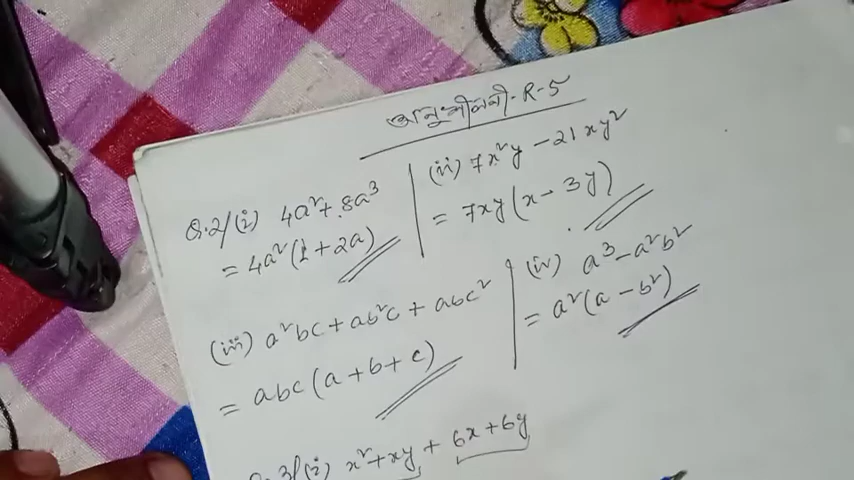 অনুশীলনী - R-5
Q.2/(i) 4a²+8a³
= 4a²(1+2a)
(ii) 7x²y - 21xy²
= 7xy(x - 3y)
(iii) a²bc + ab²c + abc²
= abc(a+b+c)
(iv) a³-a²b²
= a²(a - b²)
Q.3/(i) x²+xy + 6x+6y